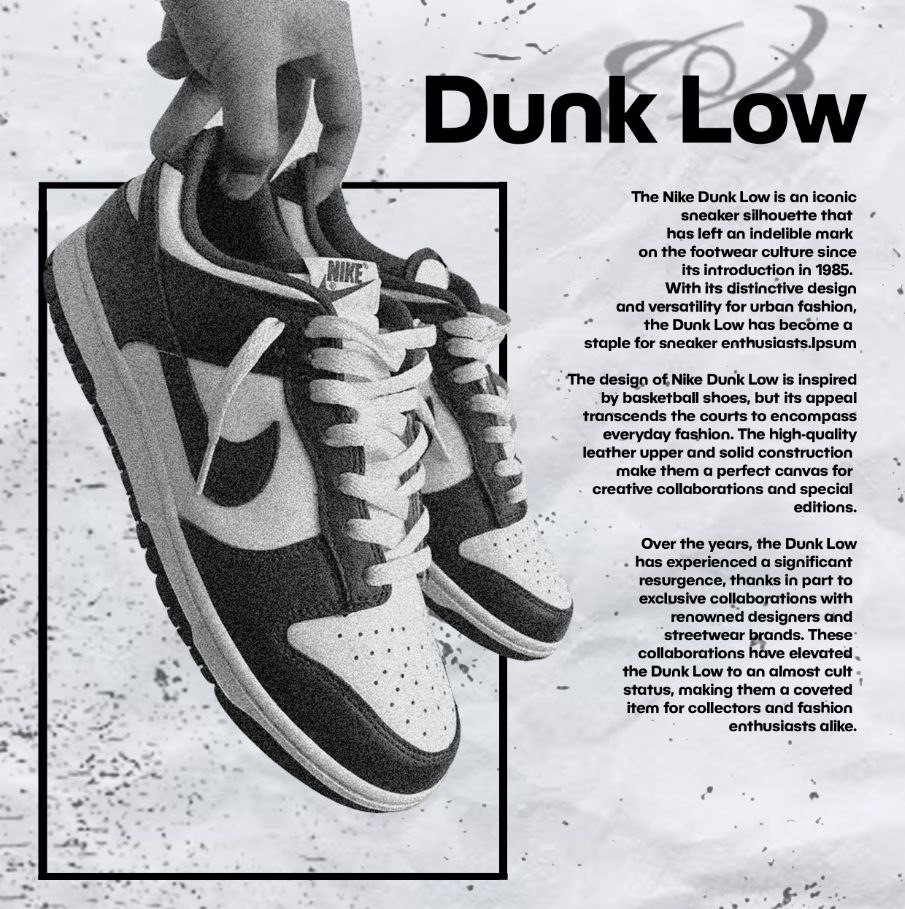 Dunk Low
NIKE
The Nike Dunk Low is an iconic
sneaker silhouette that
has left an indelible mark
on the footwear culture since
its introduction in 1985.
With its distinctive design
and versatility for urban fashion,
the Dunk Low has become a
staple for sneaker enthusiasts.Ipsum
The design of Nike Dunk Low is inspired
by basketball shoes, but its appeal
transcends the courts to encompass
everyday fashion. The high-quality
leather upper and solid construction
make them a perfect canvas for
creative collaborations and special
editions.
Over the years, the Dunk Low
has experienced a significant
resurgence, thanks in part to
exclusive collaborations with
renowned designers and
streetwear brands. These
collaborations have elevated
the Dunk Low to an almost cult
status, making them a coveted
item for collectors and fashion
enthusiasts alike.